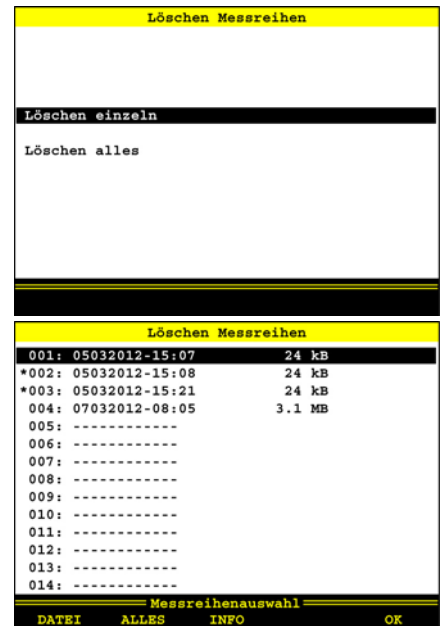 Löschen Messreihen
Löschen einzeln
Löschen alles
Löschen Messreihen
001: 05032012-15:07 24 kB
*002: 05032012-15:08 24 kB
*003: 05032012-15:21 24 kB
004: 07032012-08:05 3.1 MB
005: ------------
006: ------------
007: ------------
008: ------------
009: ------------
010: ------------
011: ------------
012: ------------
013: ------------
014: ------------
Messreihenauswahl
DATEI ALLES INFO OK